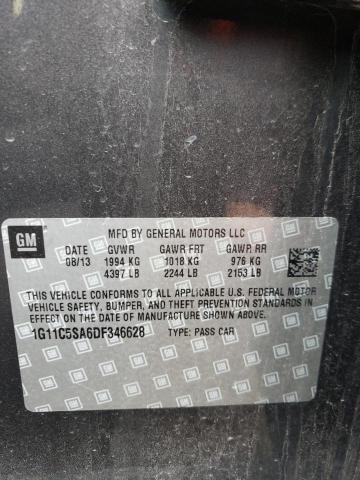 GM
MFD BY GENERAL MOTORS LLC
DATE GVWR GAWR FRT GAWR RR
08/13 1994 KG 1018 KG 976 KG
4397 LB 2244 LB 2153 LB
THIS VEHICLE CONFORMS TO ALL APPLICABLE U.S. FEDERAL MOTOR
VEHICLE SAFETY, BUMPER, AND THEFT PREVENTION STANDARDS
IN EFFECT ON THE DATE OF MANUFACTURE SHOWN ABOVE.
1G11C5SA6DF346628 TYPE: PASS CAR